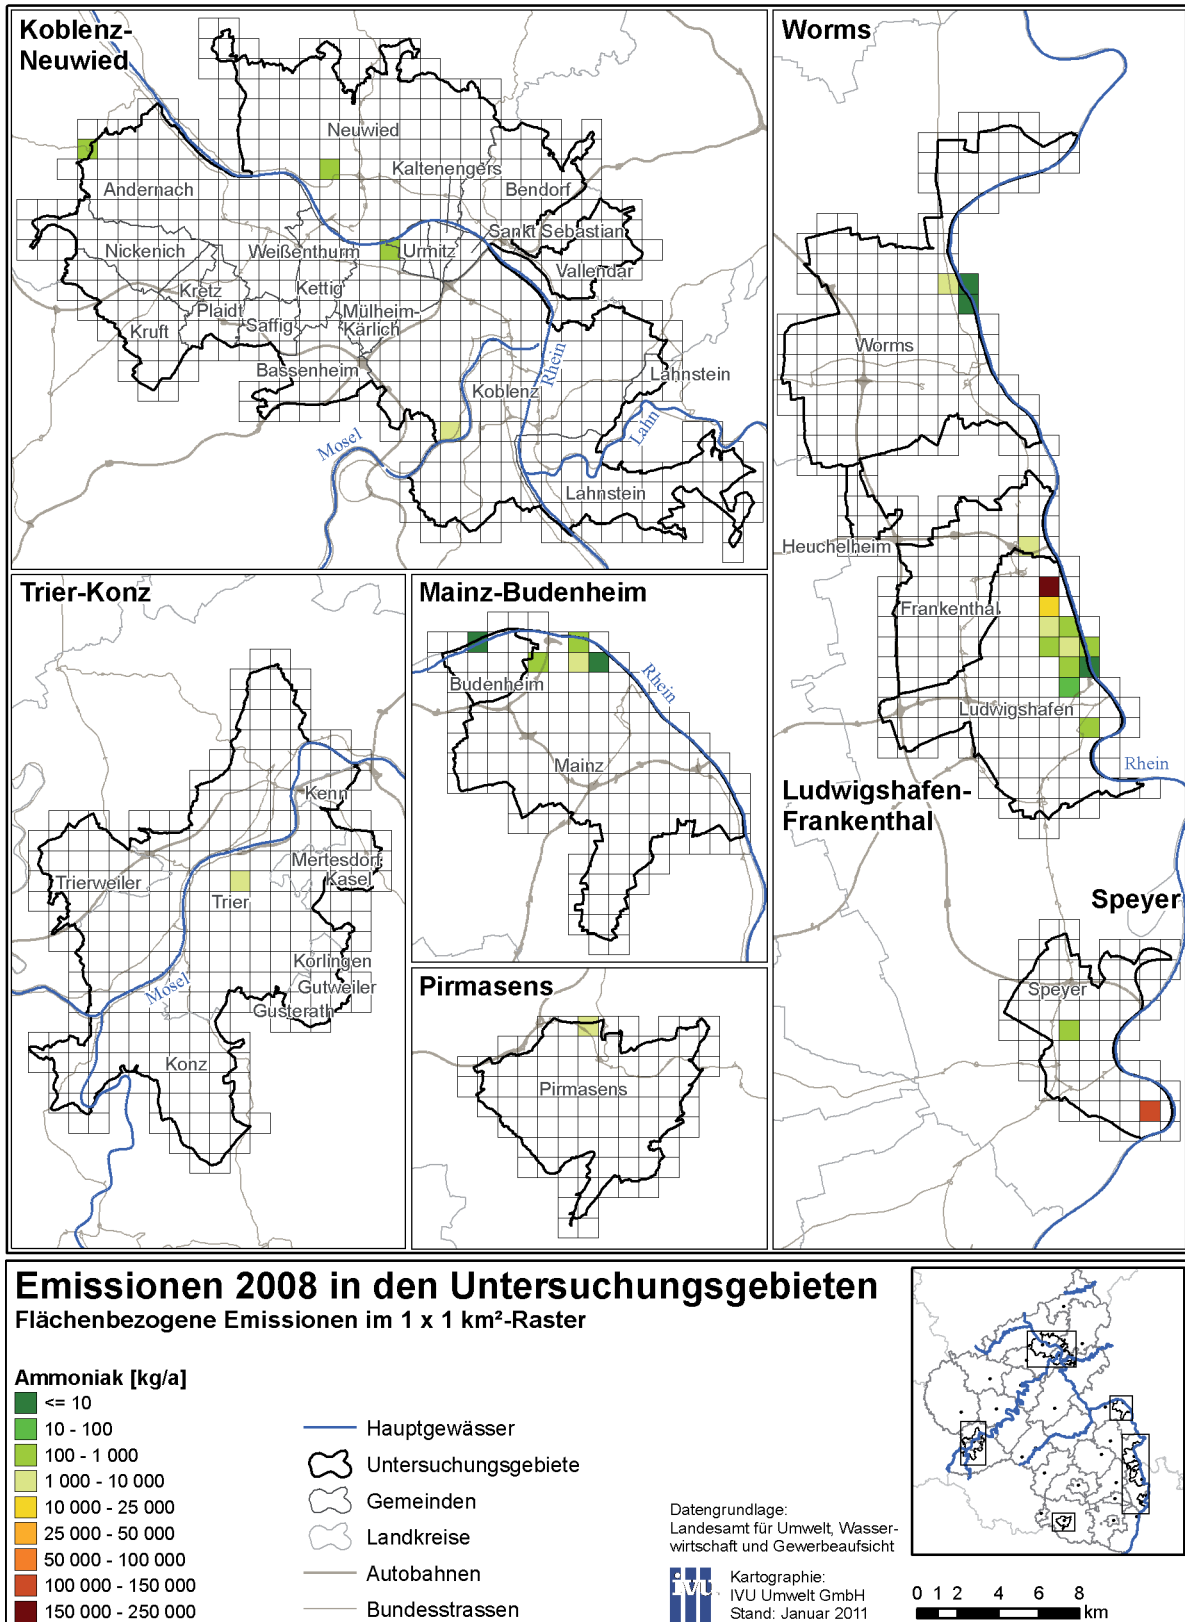 Koblenz-
Neuwied
Neuwied
Kaltenengers
Andernach
Bendorf
Sankt Sebastian
Nickenich
Weißenthurm
Urmitz
Vallendar
Kretz
Kettig
Plaidt
Mülheim-
Kärlich
Kruft
Saffig
Bassenheim
Rhein
Koblenz
Lahnstein
Lahn
Mosel
Lahnstein
Worms
Worms
Heuchelheim
Frankenthal
Ludwigshafen
Rhein
Ludwigshafen-
Frankenthal
Speyer
Speyer
Trier-Konz
Kenn
Mertesdorf
Kasel
Trierweiler
Trier
Korlingen
Gutweiler
Gusterath
Mosel
Konz
Mainz-Budenheim
Rhein
Budenheim
Mainz
Pirmasens
Pirmasens
Emissionen 2008 in den Untersuchungsgebieten
Flächenbezogene Emissionen im 1 x 1 km²-Raster
Ammoniak [kg/a]
<= 10
10 - 100
100 - 1 000
1 000 - 10 000
10 000 - 25 000
25 000 - 50 000
50 000 - 100 000
100 000 - 150 000
150 000 - 250 000
Hauptgewässer
Untersuchungsgebiete
Gemeinden
Landkreise
Autobahnen
Bundesstrassen
Datengrundlage:
Landesamt für Umwelt, Wasser-
wirtschaft und Gewerbeaufsicht
ivu
Kartographie:
IVU Umwelt GmbH
Stand: Januar 2011
0 1 2 4 6 8
km